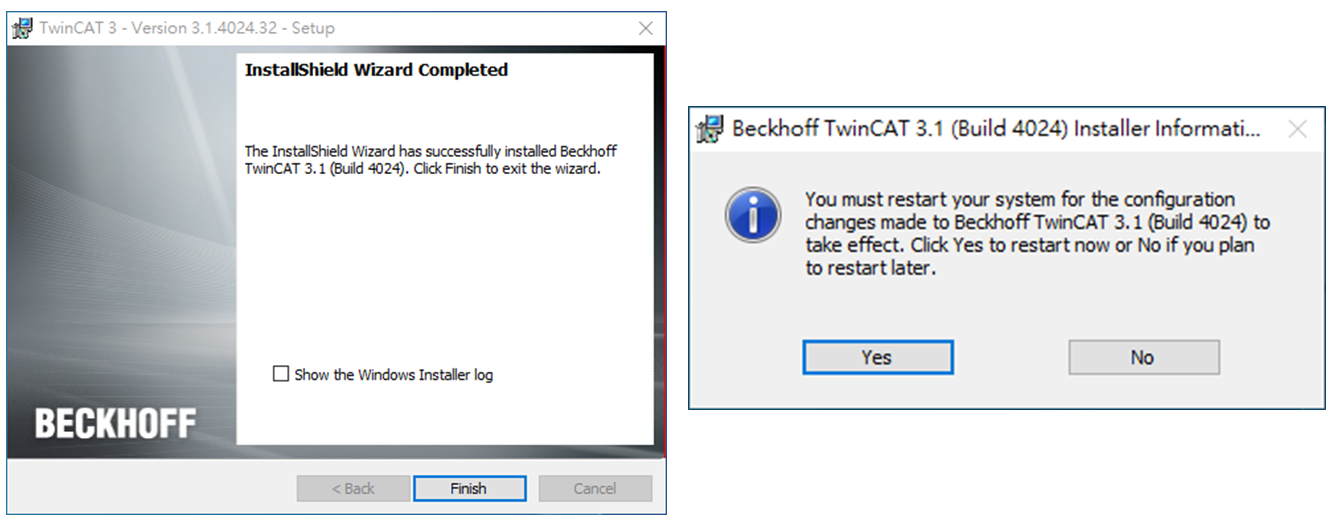 TwinCAT 3 - Version 3.1.4024.32 - Setup
InstallShield Wizard Completed
The InstallShield Wizard has successfully installed Beckhoff
TwinCAT 3.1 (Build 4024). Click Finish to exit the wizard.
Show the Windows Installer log
BECKHOFF
< Back
Finish
Cancel
Beckhoff TwinCAT 3.1 (Build 4024) Installer Informati...
You must restart your system for the configuration
changes made to Beckhoff TwinCAT 3.1 (Build 4024) to
take effect. Click Yes to restart now or No if you plan
to restart later.
Yes
No